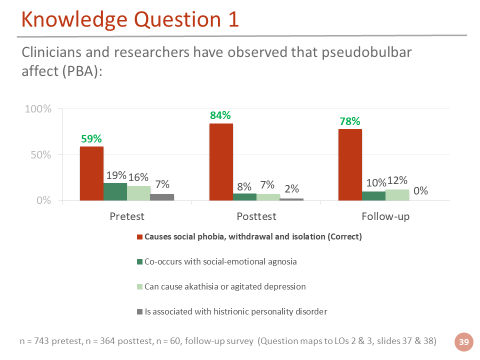 Knowledge Question 1
Clinicians and researchers have observed that pseudobulbar
affect (PBA):
100%
50%
0%
59%
19%
16%
7%
84%
8%
7%
2%
78%
10%
12%
0%
Pretest
Posttest
Follow-up
Causes social phobia, withdrawal and isolation (Correct)
Co-occurs with social-emotional agnosia
Can cause akathisia or agitated depression
Is associated with histrionic personality disorder
n = 743 pretest, n = 364 posttest, n = 60, follow-up survey (Question maps to LOs 2 & 3, slides 37 & 38)
39